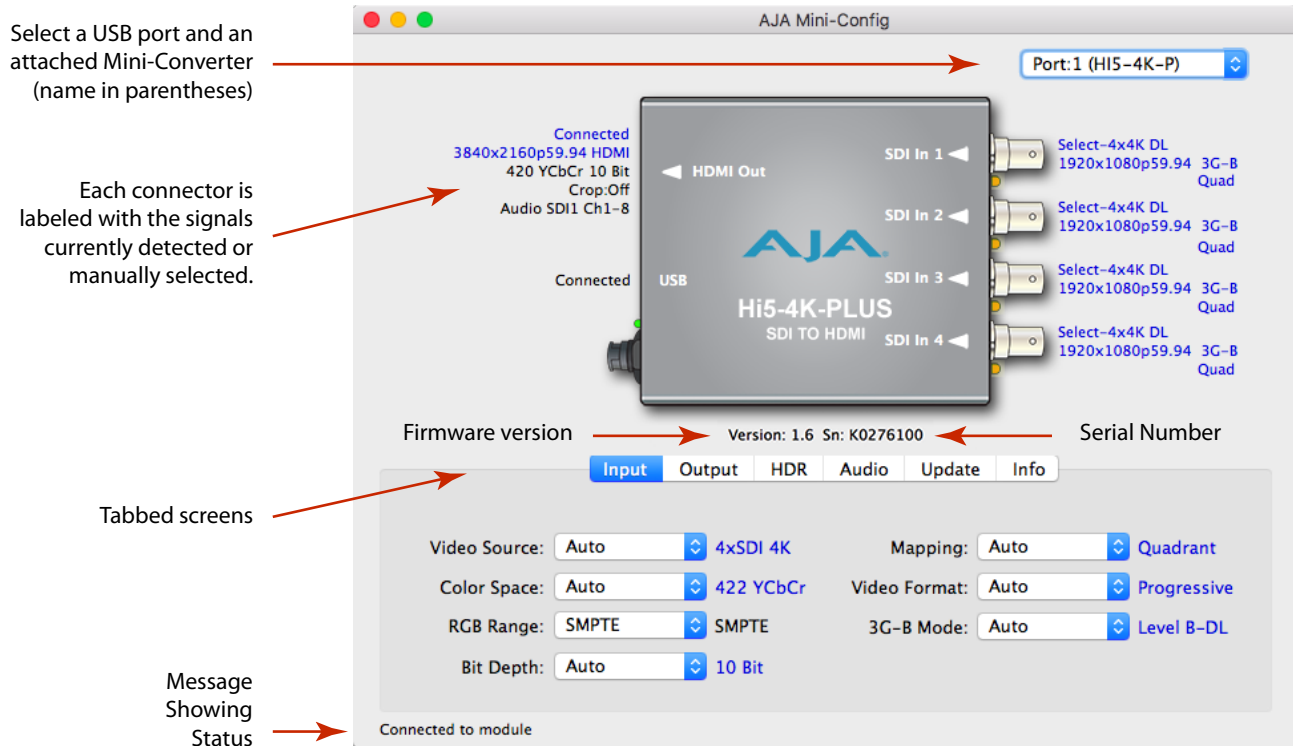 AJA Mini-Config
Select a USB port and an
attached Mini-Converter
(name in parentheses)
Port:1 (HI5-4K-P)
Each connector is
labeled with the signals
currently detected or
manually selected.
Connected
3840x2160p59.94 HDMI
420 YCbCr 10 Bit
Crop:Off
Audio SDI1 Ch1-8
Connected
HDMI Out
USB
AJA
Hi5-4K-PLUS
SDI TO HDMI
SDI In 1
SDI In 2
SDI In 3
SDI In 4
Select-4x4K DL
1920x1080p59.94 3G-B
Quad
Select-4x4K DL
1920x1080p59.94 3G-B
Quad
Select-4x4K DL
1920x1080p59.94 3G-B
Quad
Select-4x4K DL
1920x1080p59.94 3G-B
Quad
Firmware version
Version: 1.6 Sn: K0276100
Serial Number
Tabbed screens
Input Output HDR Audio Update Info
Video Source: Auto 4xSDI 4K
Mapping: Auto Quadrant
Color Space: Auto 422 YCbCr
Video Format: Auto Progressive
RGB Range: SMPTE SMPTE
3G-B Mode: Auto Level B-DL
Bit Depth: Auto 10 Bit
Message
Showing
Status
Connected to module